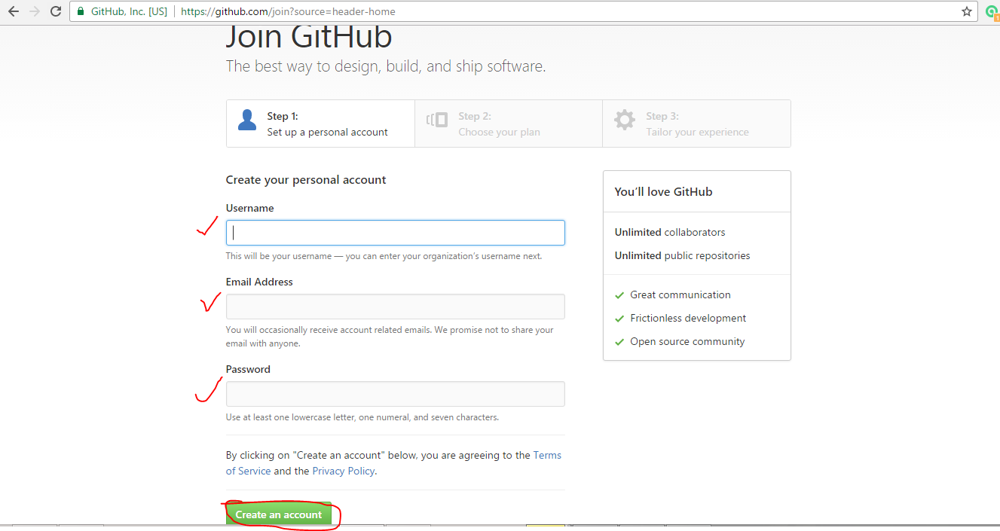 GitHub, Inc. [US] https://github.com/join?source=header-home
Join GitHub
The best way to design, build, and ship software.
Step 1:
Set up a personal account
Step 2:
Choose your plan
Step 3:
Tailor your experience
Create your personal account
Username
This will be your username — you can enter your organization's username next.
Email Address
You will occasionally receive account related emails. We promise not to share your
email with anyone.
Password
Use at least one lowercase letter, one numeral, and seven characters.
By clicking on "Create an account" below, you are agreeing to the Terms
of Service and the Privacy Policy.
Create an account
You'll love GitHub
Unlimited collaborators
Unlimited public repositories
Great communication
Frictionless development
Open source community